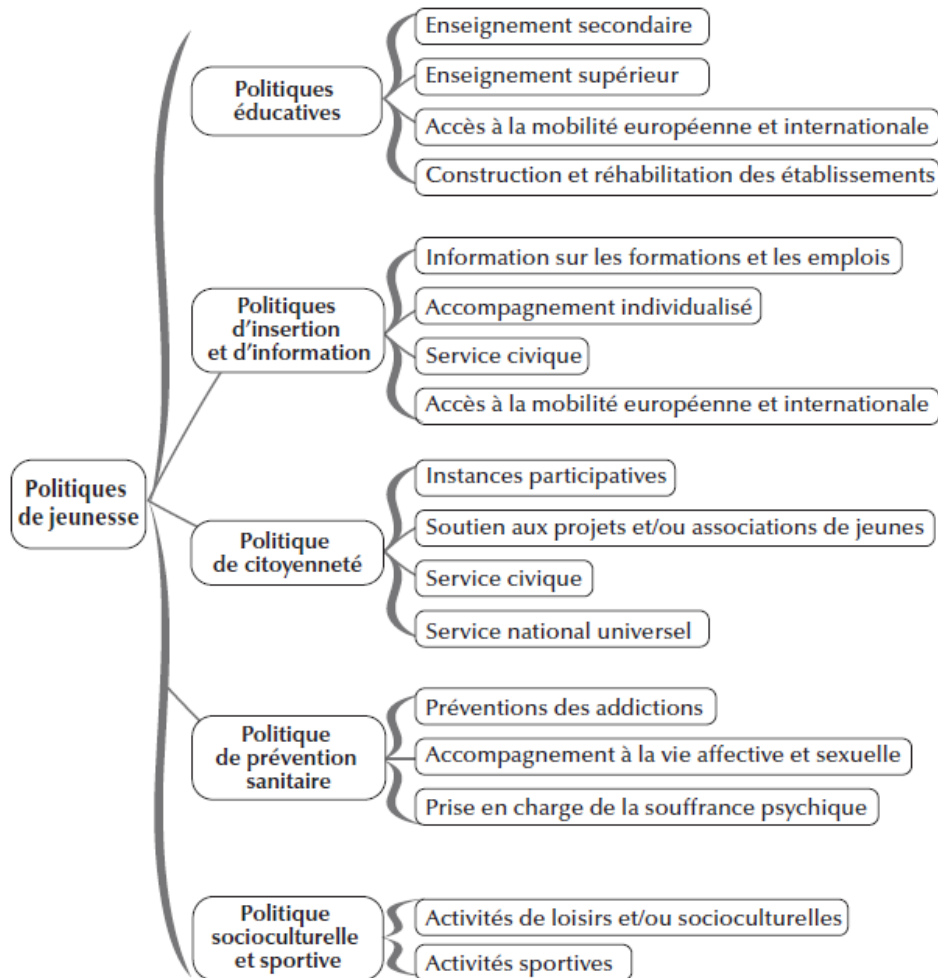 Politiques
de jeunesse
Politiques
éducatives
Enseignement secondaire
Enseignement supérieur
Accès à la mobilité européenne et internationale
Construction et réhabilitation des établissements
Politiques
d’insertion
et d’information
Information sur les formations et les emplois
Accompagnement individualisé
Service civique
Accès à la mobilité européenne et internationale
Politique
de citoyenneté
Instances participatives
Soutien aux projets et/ou associations de jeunes
Service civique
Service national universel
Politique
de prévention
sanitaire
Préventions des addictions
Accompagnement à la vie affective et sexuelle
Prise en charge de la souffrance psychique
Politique
socioculturelle
et sportive
Activités de loisirs et/ou socioculturelles
Activités sportives